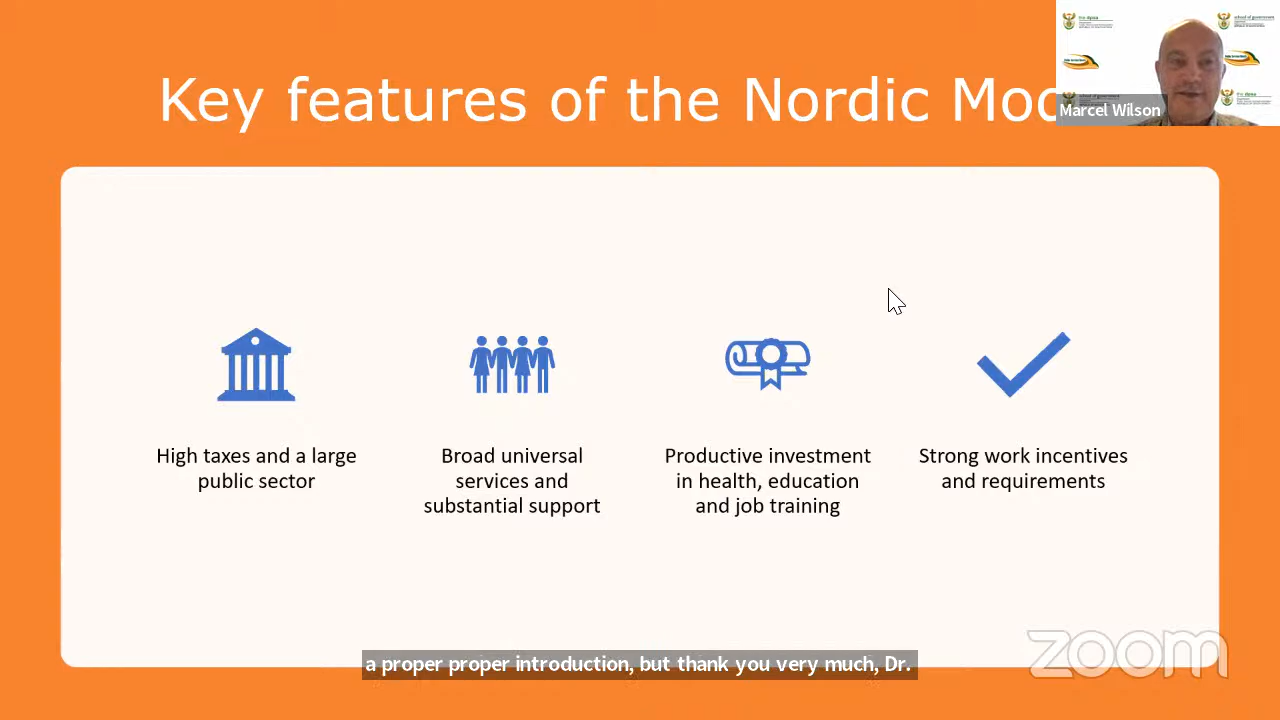 Key features of the Nordic Mod
Marcel Wilson
High taxes and a large
public sector
Broad universal
services and
substantial support
Productive investment
in health, education
and job training
Strong work incentives
and requirements
a proper proper introduction, but thank you very much, Dr.
zoom